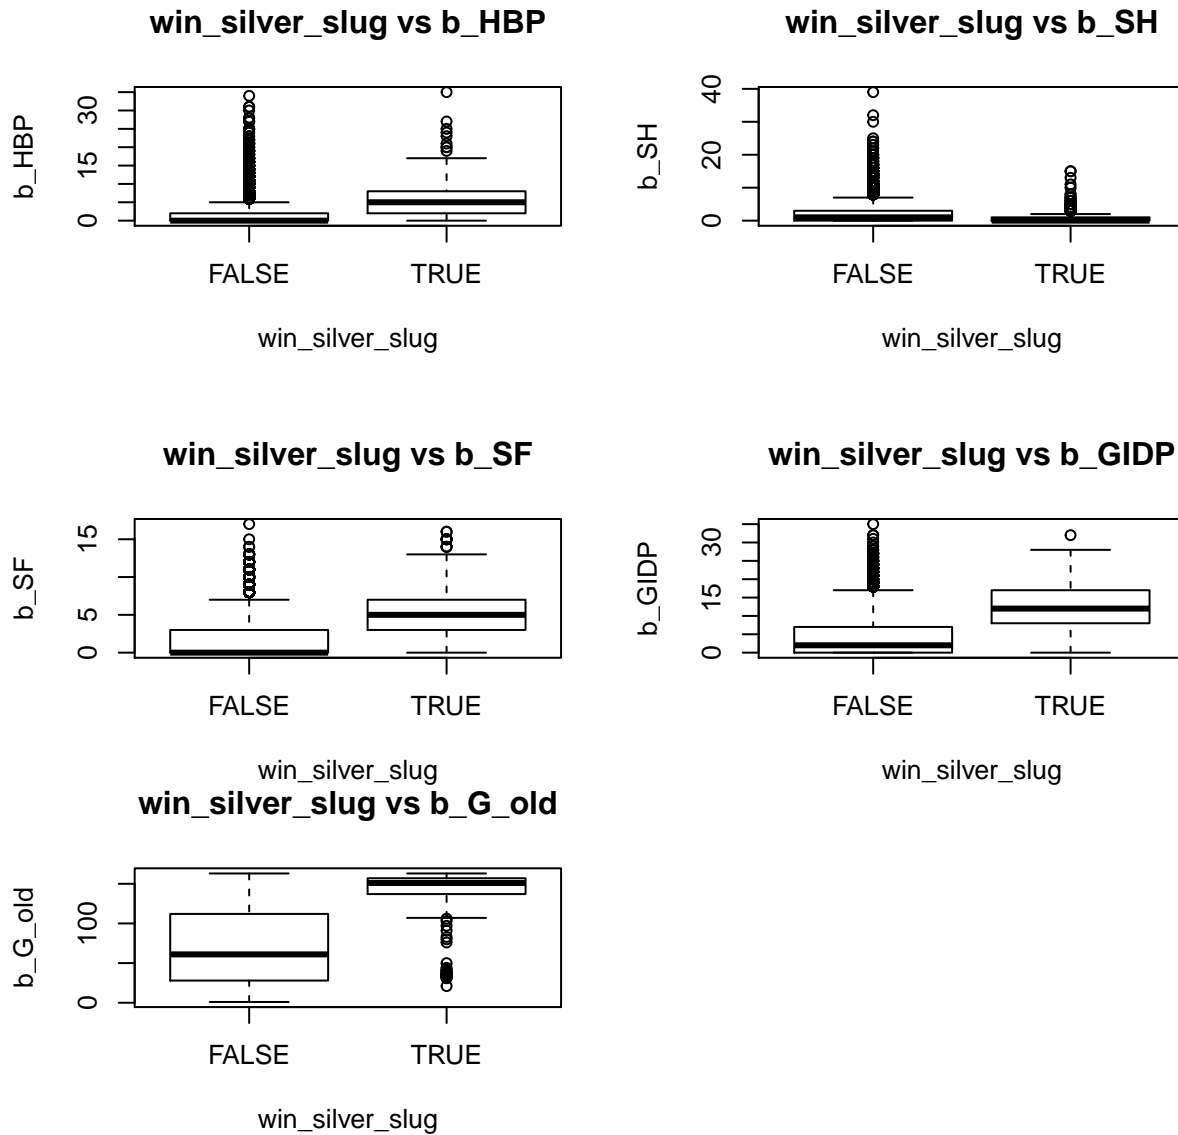 win_silver_slug vs b_HBP
b_HBP
0
15
30
FALSE
TRUE
win_silver_slug
win_silver_slug vs b_SH
b_SH
0
20
40
FALSE
TRUE
win_silver_slug
win_silver_slug vs b_SF
b_SF
0
5
15
FALSE
TRUE
win_silver_slug
win_silver_slug vs b_GIDP
b_GIDP
0
15
30
FALSE
TRUE
win_silver_slug
win_silver_slug vs b_G_old
b_G_old
0
100
FALSE
TRUE
win_silver_slug